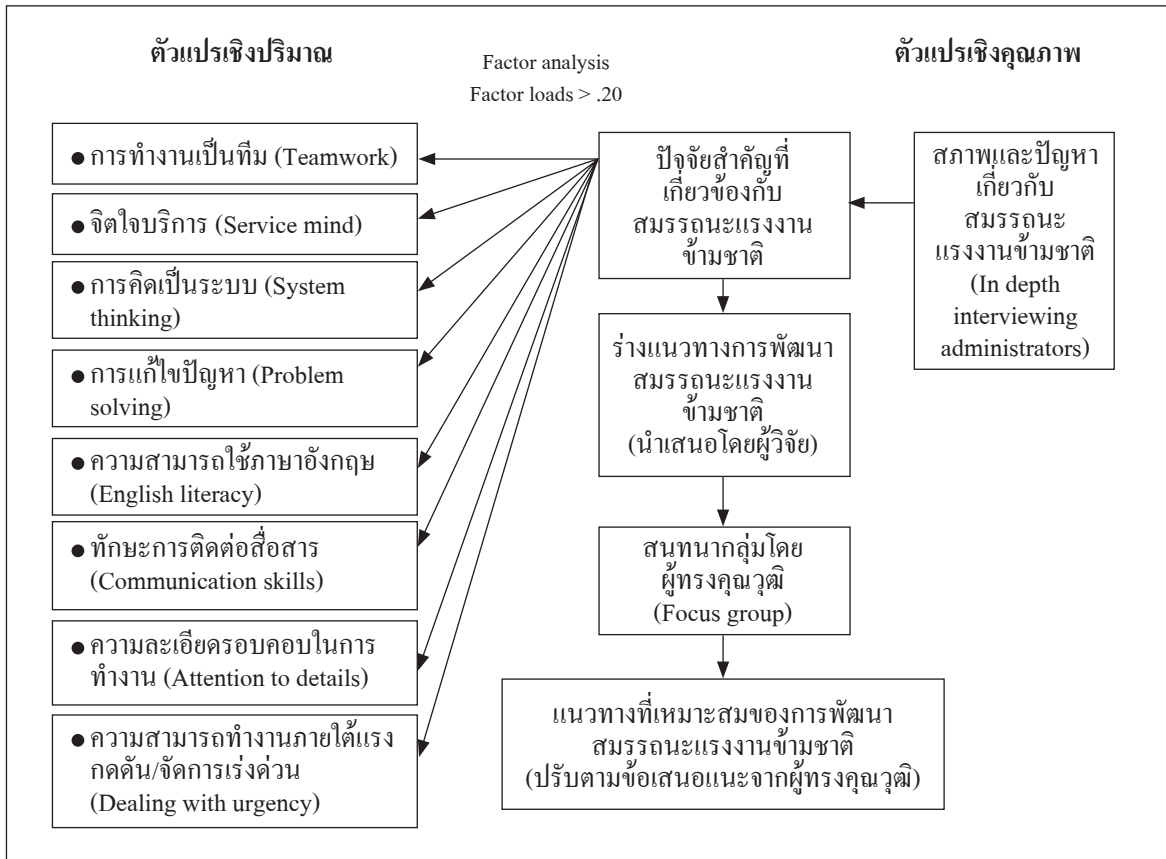 ตัวแปรเชิงปริมาณ
Factor analysis
Factor loads > .20
ตัวแปรเชิงคุณภาพ
● การทำงานเป็นทีม (Teamwork)
● จิตใจบริการ (Service mind)
● การคิดเป็นระบบ (System
thinking)
● การแก้ไขปัญหา (Problem
solving)
● ความสามารถใช้ภาษาอังกฤษ
(English literacy)
● ทักษะการติดต่อสื่อสาร
(Communication skills)
● ความละเอียดรอบคอบในการ
ทำงาน (Attention to details)
● ความสามารถทำงานภายใต้แรง
กดดัน/จัดการเร่งด่วน
(Dealing with urgency)
ปัจจัยสำคัญที่
เกี่ยวข้องกับ
สมรรถนะแรงงาน
ข้ามชาติ
ร่างแนวทางการพัฒนา
สมรรถนะแรงงาน
ข้ามชาติ
(นำเสนอโดยผู้วิจัย)
สนทนากลุ่มโดย
ผู้ทรงคุณวุฒิ
(Focus group)
แนวทางที่เหมาะสมของการพัฒนา
สมรรถนะแรงงานข้ามชาติ
(ปรับตามข้อเสนอแนะจากผู้ทรงคุณวุฒิ)
สภาพและปัญหา
เกี่ยวกับ
สมรรถนะ
แรงงานข้ามชาติ
(In depth
interviewing
administrators)